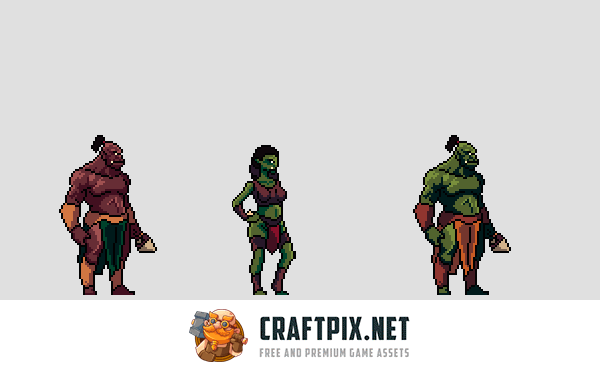 CRAFTPIX.NET
FREE AND PREMIUM GAME ASSETS